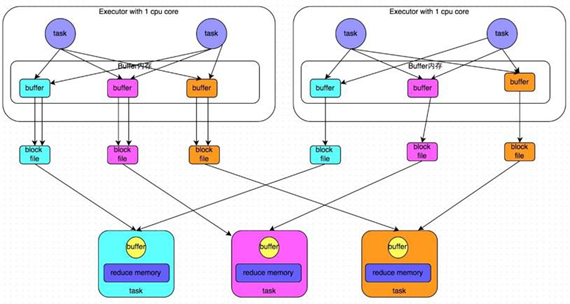 Executor with 1 cpu core
Executor with 1 cpu core
task
task
task
task
Buffer内存
Buffer内存
buffer
buffer
buffer
buffer
buffer
buffer
block
file
block
file
block
file
block
file
block
file
block
file
buffer
buffer
buffer
reduce memory
reduce memory
reduce memory
task
task
task